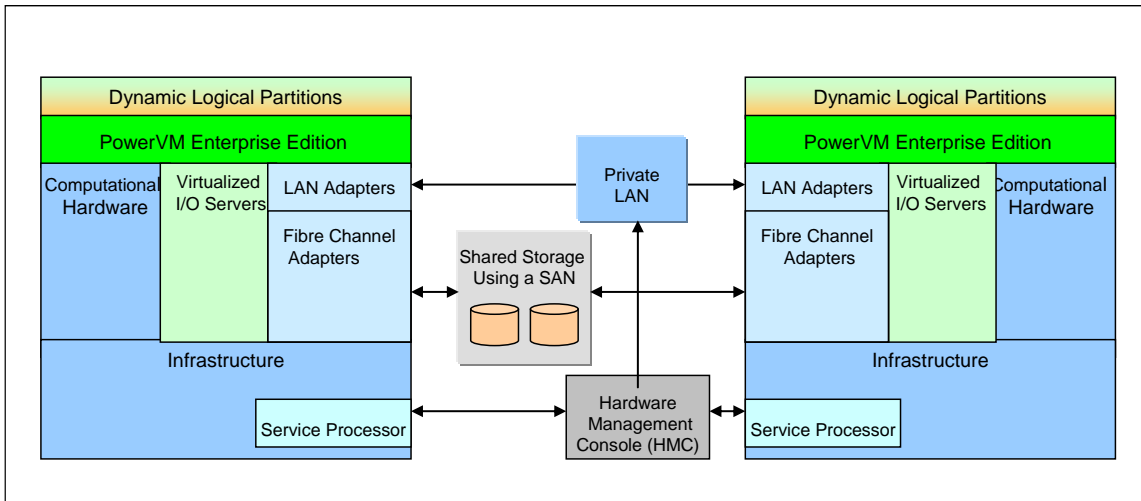 Dynamic Logical Partitions
PowerVM Enterprise Edition
Computational
Hardware
Virtualized
I/O Servers
LAN Adapters
Fibre Channel
Adapters
Infrastructure
Service Processor
Private
LAN
Shared Storage
Using a SAN
Hardware
Management
Console (HMC)
Dynamic Logical Partitions
PowerVM Enterprise Edition
LAN Adapters
Fibre Channel
Adapters
Virtualized
I/O Servers
Computational
Hardware
Infrastructure
Service Processor